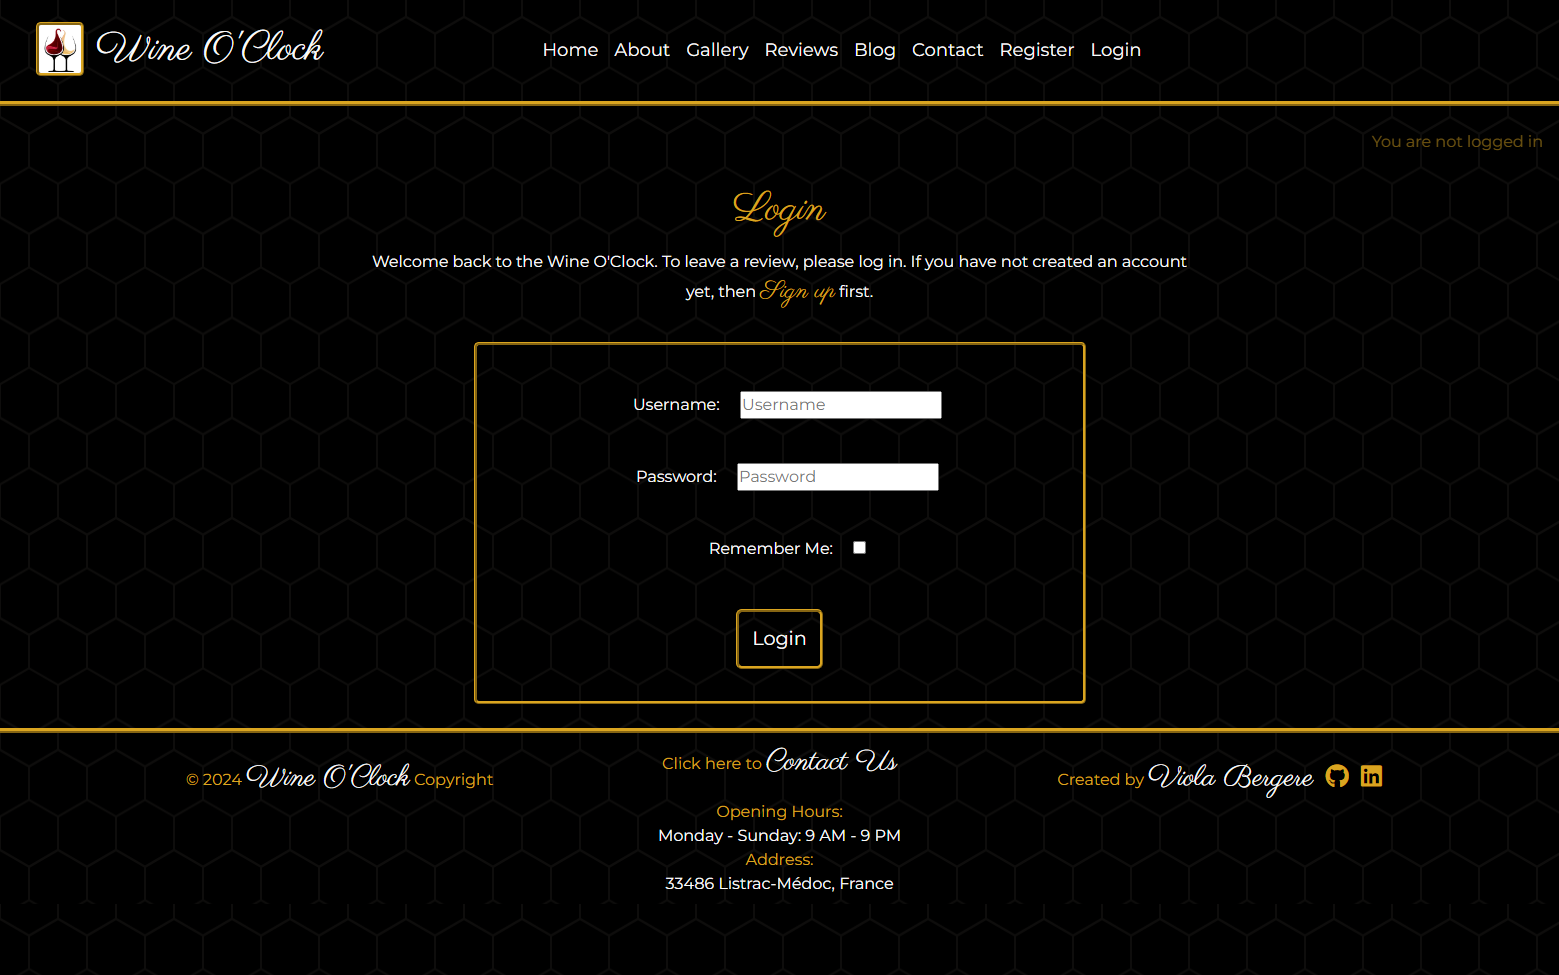 Wine O'Clock
Home About Gallery Reviews Blog Contact Register Login
You are not logged in
Login
Welcome back to the Wine O'Clock. To leave a review, please log in. If you have not created an account
yet, then Sign up first.
Username: Username
Password: Password
Remember Me:
Login
© 2024 Wine O'Clock Copyright
Click here to Contact Us
Opening Hours:
Monday - Sunday: 9 AM - 9 PM
Address:
33486 Listrac-Médoc, France
Created by Viola Bergere